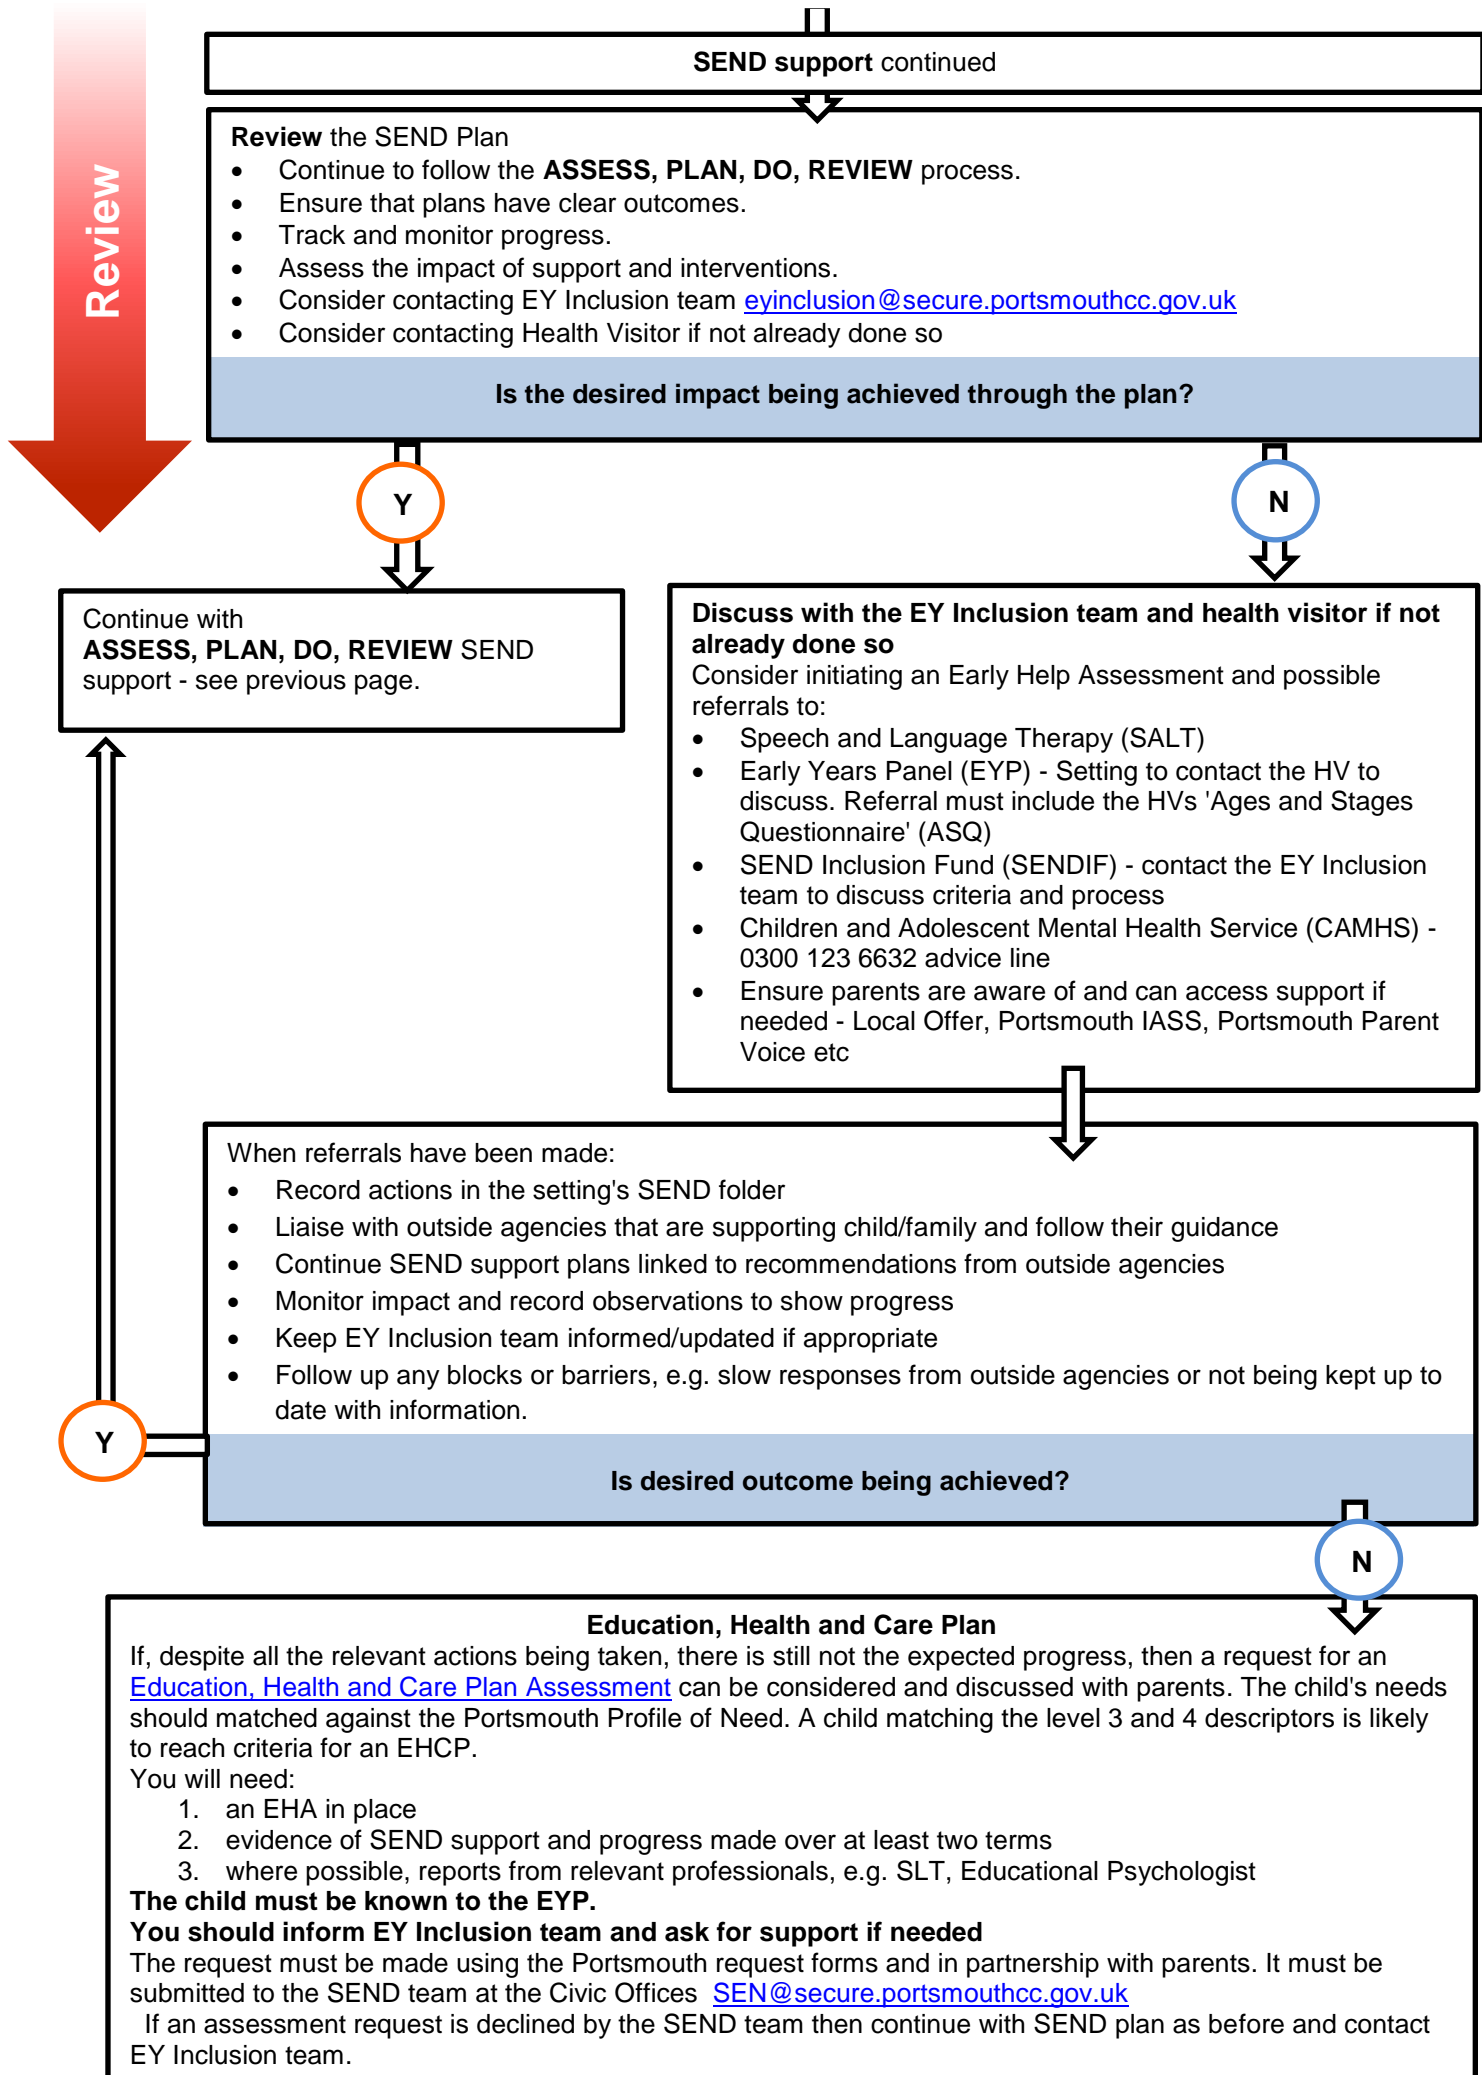 SEND support continued
Review
Review the SEND Plan
• Continue to follow the ASSESS, PLAN, DO, REVIEW process.
• Ensure that plans have clear outcomes.
• Track and monitor progress.
• Assess the impact of support and interventions.
• Consider contacting EY Inclusion team eyinclusion@secure.portsmouthcc.gov.uk
• Consider contacting Health Visitor if not already done so
Is the desired impact being achieved through the plan?
Y
N
Continue with
ASSESS, PLAN, DO, REVIEW SEND
support - see previous page.
Discuss with the EY Inclusion team and health visitor if not
already done so
Consider initiating an Early Help Assessment and possible
referrals to:
• Speech and Language Therapy (SALT)
• Early Years Panel (EYP) - Setting to contact the HV to
discuss. Referral must include the HVs 'Ages and Stages
Questionnaire' (ASQ)
• SEND Inclusion Fund (SENDIF) - contact the EY Inclusion
team to discuss criteria and process
• Children and Adolescent Mental Health Service (CAMHS) -
0300 123 6632 advice line
• Ensure parents are aware of and can access support if
needed - Local Offer, Portsmouth IASS, Portsmouth Parent
Voice etc
When referrals have been made:
• Record actions in the setting's SEND folder
• Liaise with outside agencies that are supporting child/family and follow their guidance
• Continue SEND support plans linked to recommendations from outside agencies
• Monitor impact and record observations to show progress
• Keep EY Inclusion team informed/updated if appropriate
• Follow up any blocks or barriers, e.g. slow responses from outside agencies or not being kept up to
date with information.
Y
Is desired outcome being achieved?
N
Education, Health and Care Plan
If, despite all the relevant actions being taken, there is still not the expected progress, then a request for an
Education, Health and Care Plan Assessment can be considered and discussed with parents. The child's needs
should matched against the Portsmouth Profile of Need. A child matching the level 3 and 4 descriptors is likely
to reach criteria for an EHCP.
You will need:
1. an EHA in place
2. evidence of SEND support and progress made over at least two terms
3. where possible, reports from relevant professionals, e.g. SLT, Educational Psychologist
The child must be known to the EYP.
You should inform EY Inclusion team and ask for support if needed
The request must be made using the Portsmouth request forms and in partnership with parents. It must be
submitted to the SEND team at the Civic Offices SEN@secure.portsmouthcc.gov.uk
If an assessment request is declined by the SEND team then continue with SEND plan as before and contact
EY Inclusion team.